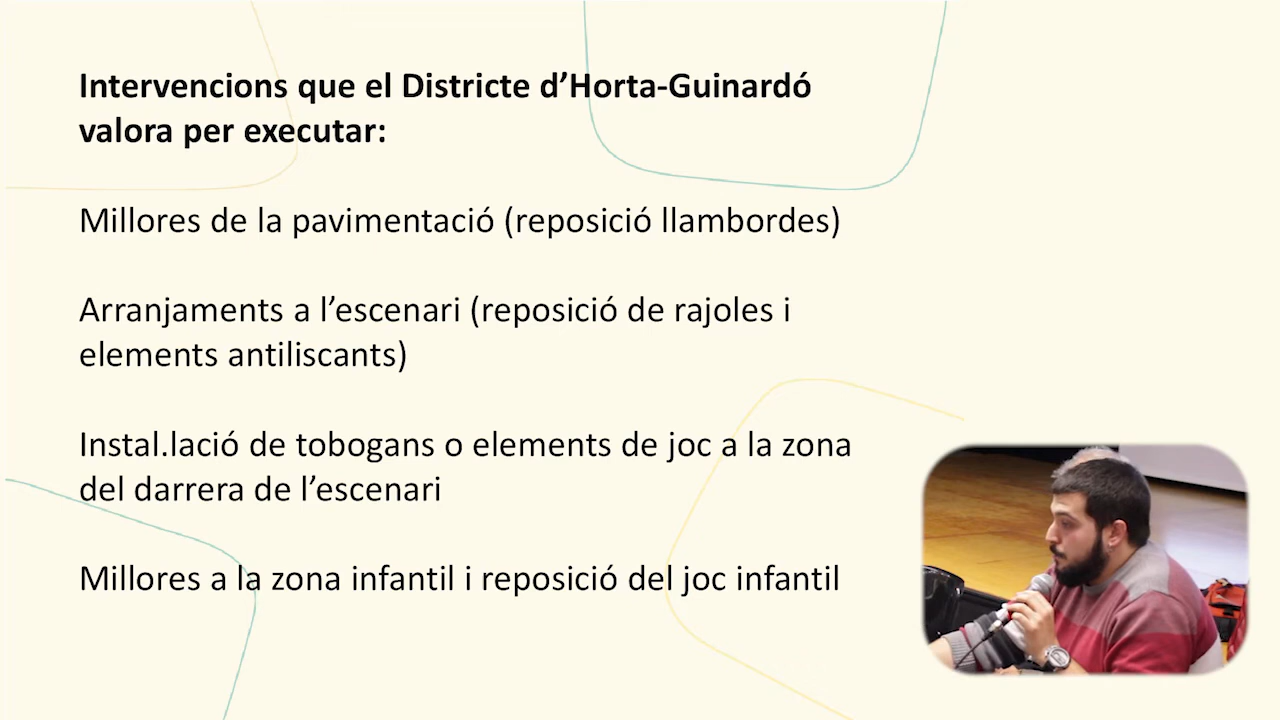 Intervencions que el Districte d’Horta-Guinardó
valora per executar:
Millores de la pavimentació (reposició llambordes)
Arranjaments a l’escenari (reposició de rajoles i
elements antiliscants)
Instal.lació de tobogans o elements de joc a la zona
del darrera de l’escenari
Millores a la zona infantil i reposició del joc infantil